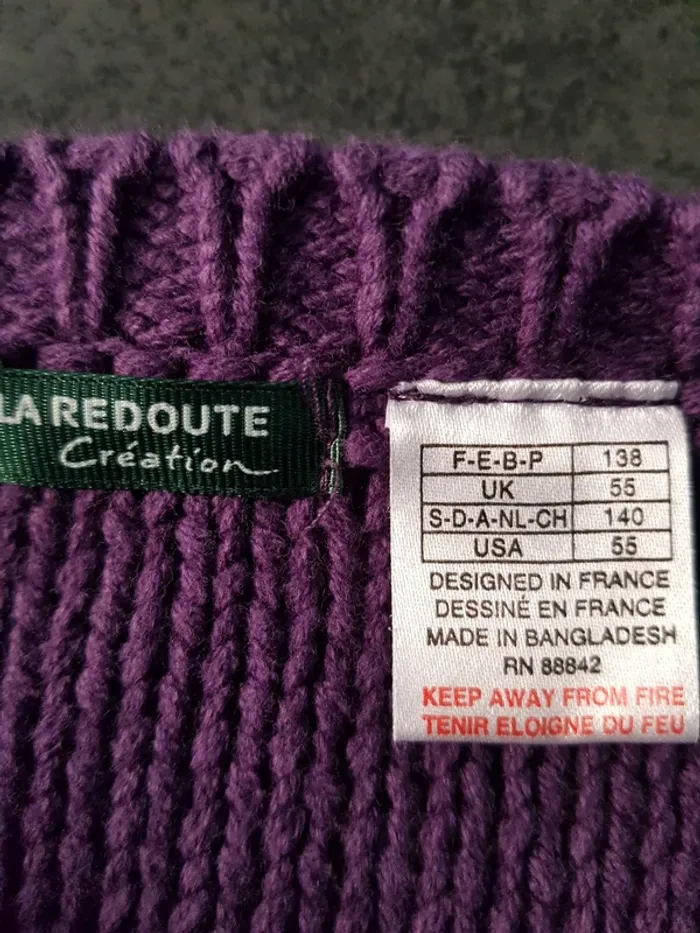 LA REDOUTE
Création
F-E-B-P 138
UK 55
S-D-A-NL-CH 140
USA 55
DESIGNED IN FRANCE
DESSINÉ EN FRANCE
MADE IN BANGLADESH
RN 88842
KEEP AWAY FROM FIRE
TENIR ELOIGNE DU FEU